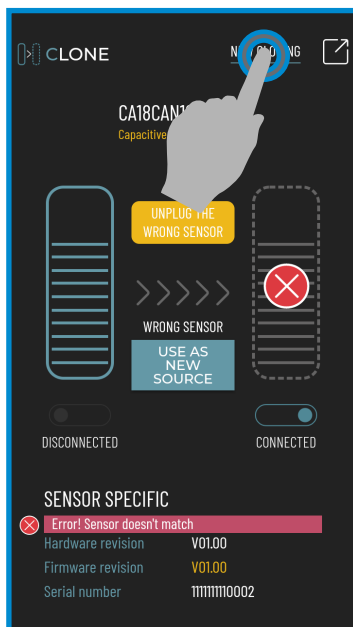 CLONE
CA18CAN1
Capacitive
UNPLUG THE
WRONG SENSOR
WRONG SENSOR
USE AS
NEW
SOURCE
DISCONNECTED
CONNECTED
SENSOR SPECIFIC
Error! Sensor doesn't match
Hardware revision V01.00
Firmware revision V01.00
Serial number 1111111110002